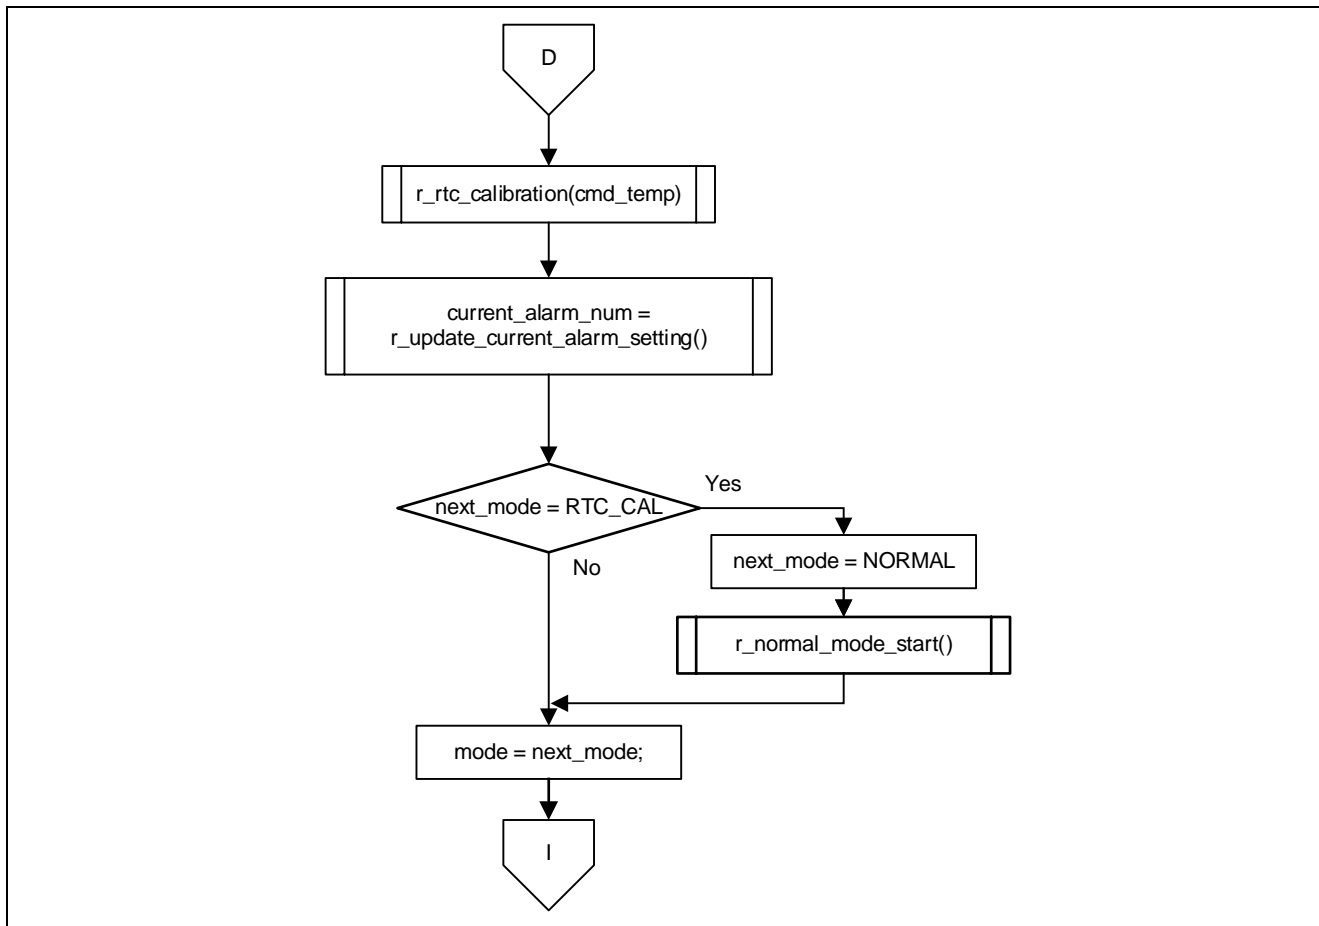 D
r_rtc_calibration(cmd_temp)
current_alarm_num =
r_update_current_alarm_setting()
next_mode = RTC_CAL
Yes
No
next_mode = NORMAL
r_normal_mode_start()
mode = next_mode;
I